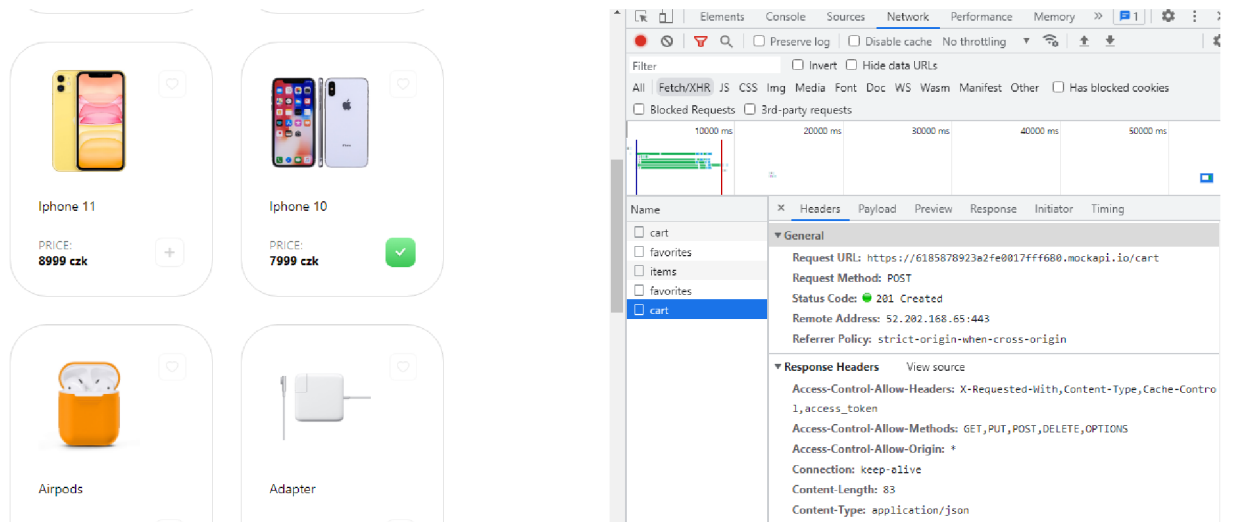 Iphone 11
PRICE:
8999 czk
Iphone 10
PRICE:
7999 czk
Airpods
Adapter
Elements Console Sources Network Performance Memory » 1
Preserve log Disable cache No throttling
Filter Invert Hide data URLs
All Fetch/XHR JS CSS Img Media Font Doc WS Wasm Manifest Other Has blocked cookies
Blocked Requests 3rd-party requests
10000 ms 20000 ms 30000 ms 40000 ms 50000 ms
Name
cart
favorites
items
favorites
cart
× Headers Payload Preview Response Initiator Timing
General
Request URL: https://6185878923a2fe0017fff680.mockapi.io/cart
Request Method: POST
Status Code: 201 Created
Remote Address: 52.202.168.65:443
Referrer Policy: strict-origin-when-cross-origin
Response Headers View source
Access-Control-Allow-Headers: X-Requested-With,Content-Type,Cache-Contro
l,access_token
Access-Control-Allow-Methods: GET,PUT,POST,DELETE,OPTIONS
Access-Control-Allow-Origin: *
Connection: keep-alive
Content-Length: 83
Content-Type: application/json